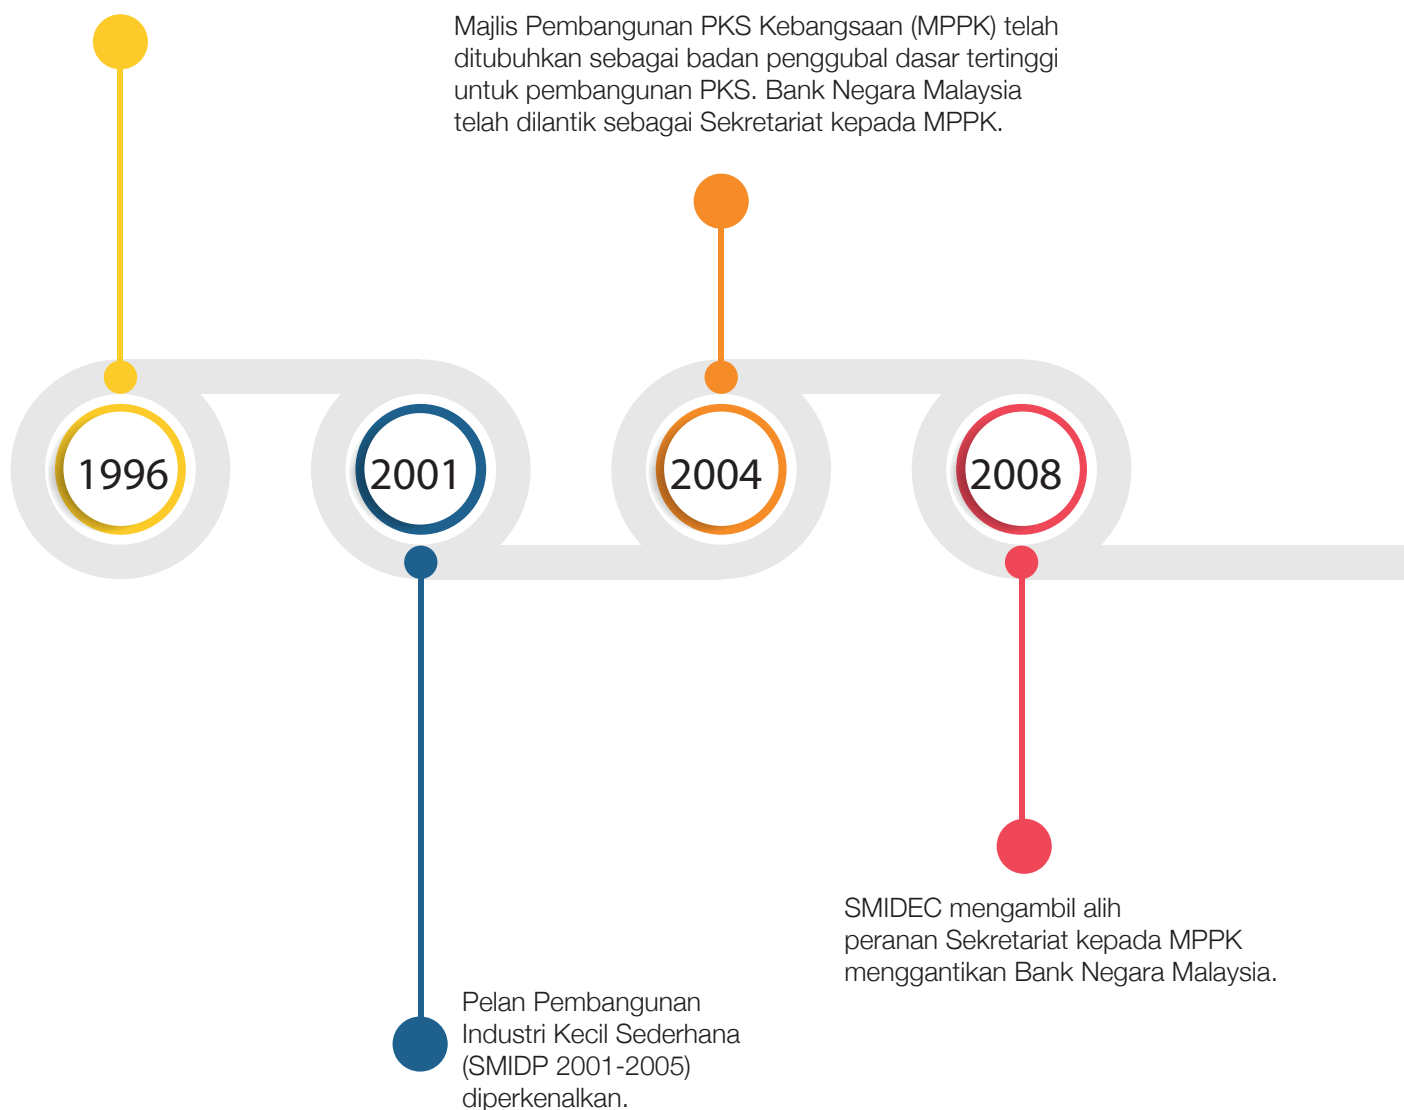 Majlis Pembangunan PKS Kebangsaan (MPPK) telah
ditubuhkan sebagai badan penggubal dasar tertinggi
untuk pembangunan PKS. Bank Negara Malaysia
telah dilantik sebagai Sekretariat kepada MPPK.
1996
2001
2004
2008
SMIDEC mengambil alih
peranan Sekretariat kepada MPPK
menggantikan Bank Negara Malaysia.
Pelan Pembangunan
Industri Kecil Sederhana
(SMIDP 2001-2005)
diperkenalkan.